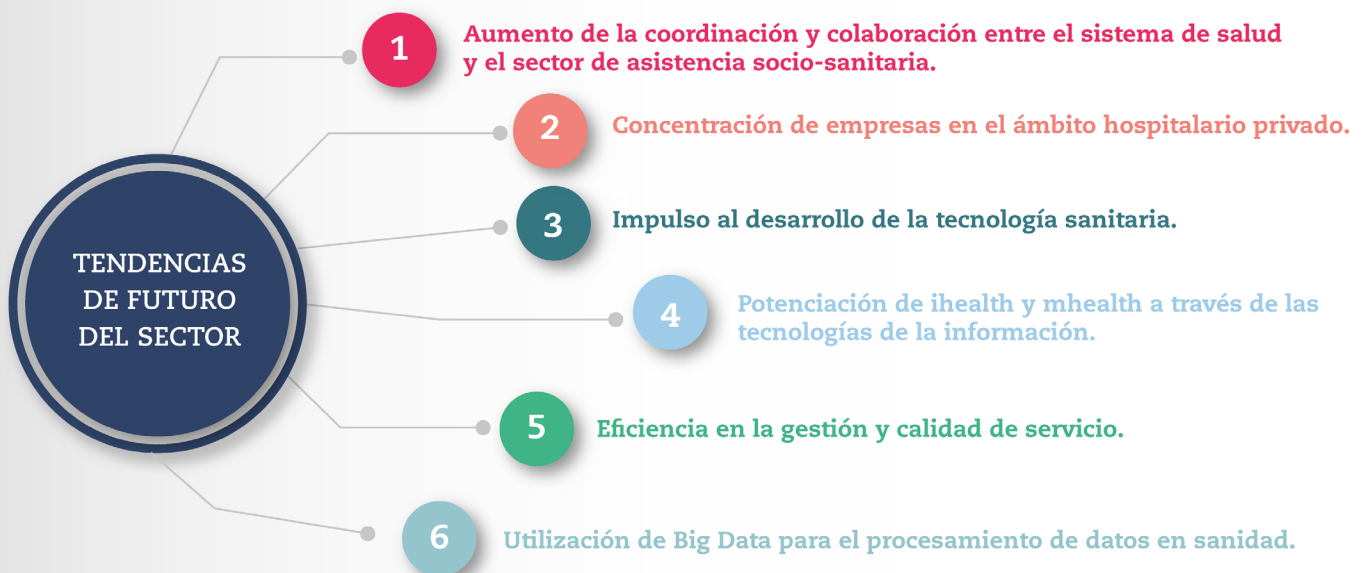 TENDENCIAS
DE FUTURO
DEL SECTOR
1
Aumento de la coordinación y colaboración entre el sistema de salud
y el sector de asistencia socio-sanitaria.
2
Concentración de empresas en el ámbito hospitalario privado.
3
Impulso al desarrollo de la tecnología sanitaria.
4
Potenciación de ihealth y mhealth a través de las
tecnologías de la información.
5
Eficiencia en la gestión y calidad de servicio.
6
Utilización de Big Data para el procesamiento de datos en sanidad.